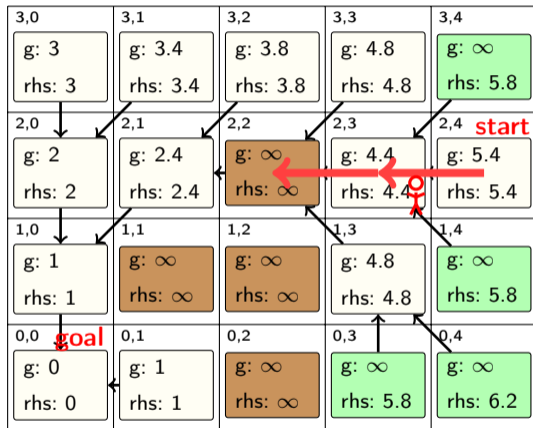 3,0 3,1 3,2 3,3 3,4
g: 3 g: 3.4 g: 3.8 g: 4.8 g: ∞
rhs: 3 rhs: 3.4 rhs: 3.8 rhs: 4.8 rhs: 5.8
2,0 2,1 2,2 2,3 2,4 start
g: 2 g: 2.4 g: ∞ g: 4.4 g: 5.4
rhs: 2 rhs: 2.4 rhs: ∞ rhs: 4.4 rhs: 5.4
1,0 1,1 1,2 1,3 1,4
g: 1 g: ∞ g: ∞ g: 4.8 g: ∞
rhs: 1 rhs: ∞ rhs: ∞ rhs: 4.8 rhs: 5.8
0,0 goal 0,1 0,2 0,3 0,4
g: 0 g: 1 g: ∞ g: ∞ g: ∞
rhs: 0 rhs: 1 rhs: ∞ rhs: 5.8 rhs: 6.2